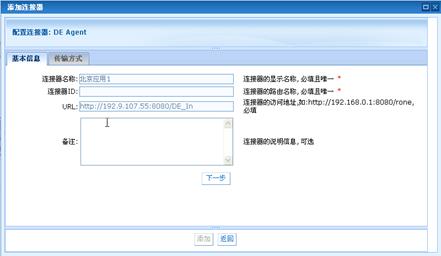 添加连接器
配置连接器: DE Agent
基本信息 传输方式
连接器名称: 北京应用1 连接器的显示名称, 必填且唯一 *
连接器ID: 连接器的路由名称, 必填且唯一 *
URL: http://192.9.107.55:8080/DE_In 连接器的访问地址,如:http://192.168.0.1:8080/rone,
必填
备注: 连接器的说明信息, 可选
下一步
添加 返回